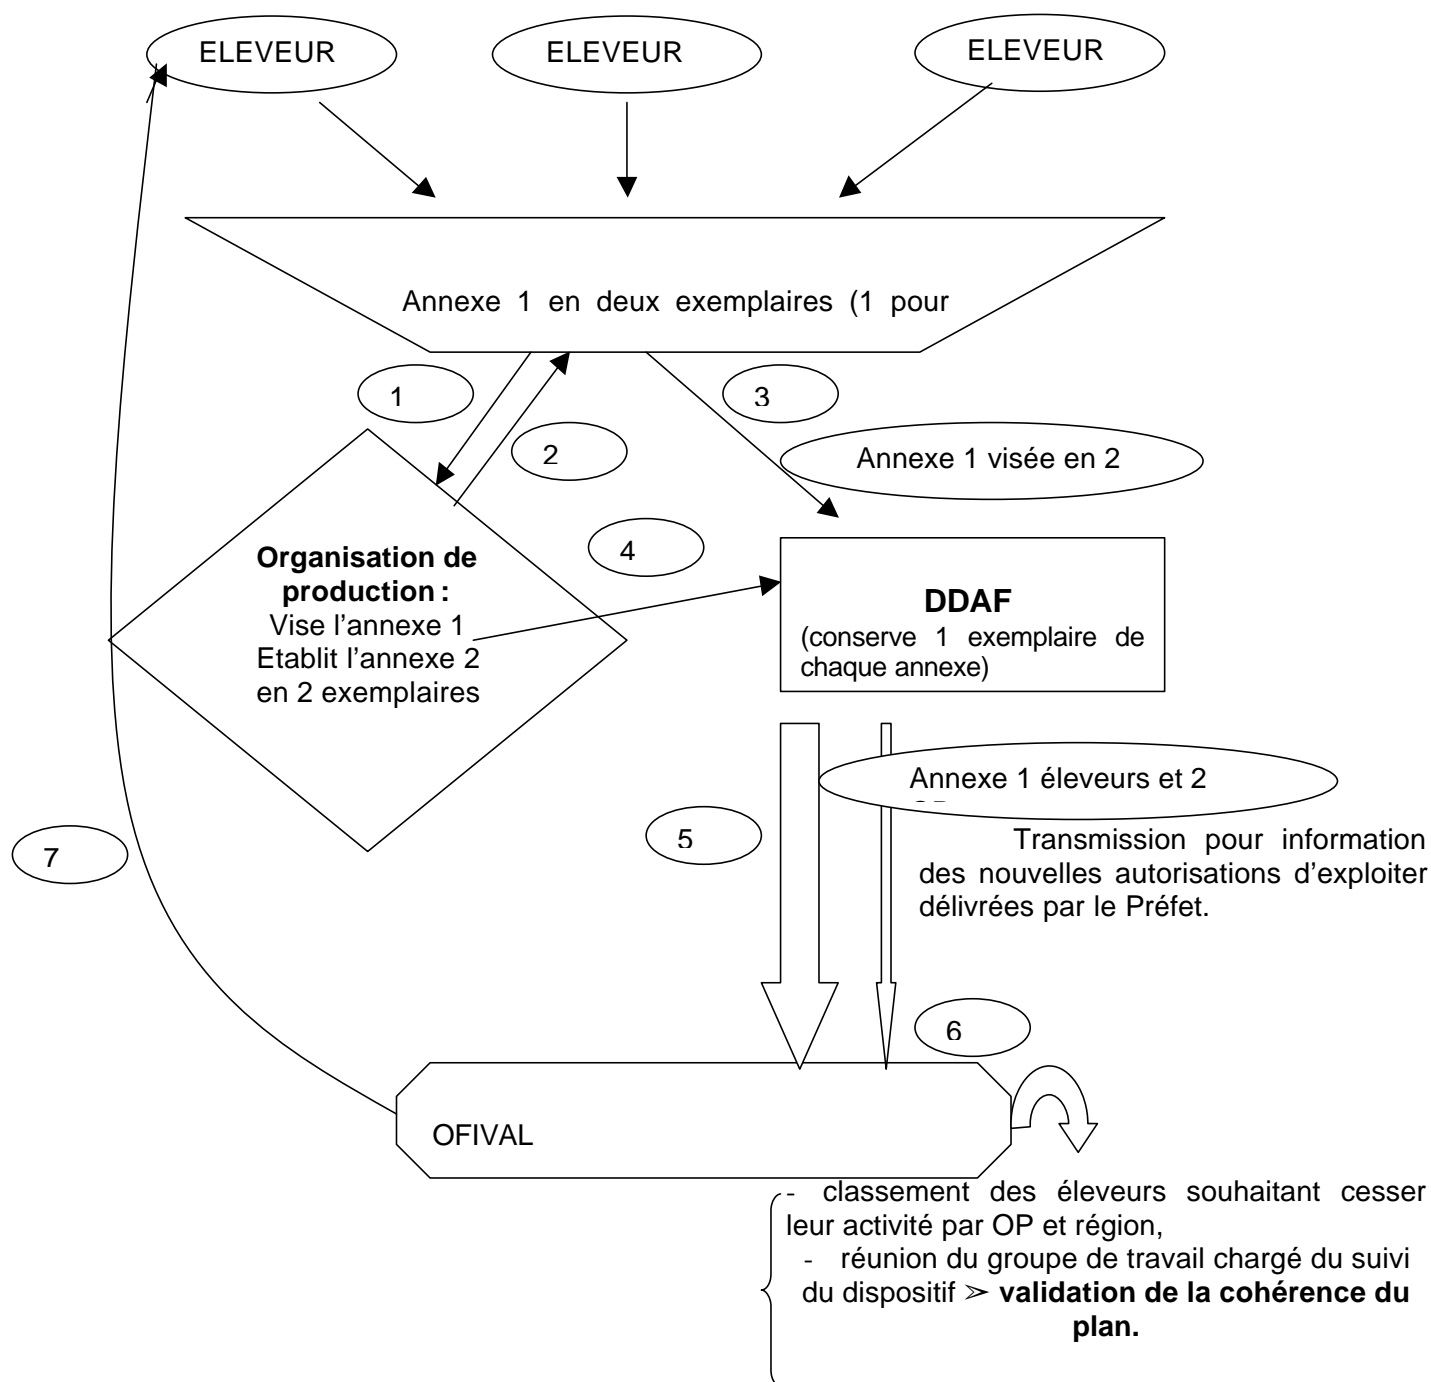 ELEVEUR
ELEVEUR
ELEVEUR
Annexe 1 en deux exemplaires (1 pour
1
2
3
Annexe 1 visée en 2
4
Organisation de
production :
Vise l’annexe 1
Etablit l’annexe 2
en 2 exemplaires
DDAF
(conserve 1 exemplaire de
chaque annexe)
Annexe 1 éleveurs et 2
5
Transmission pour information
des nouvelles autorisations d’exploiter
délivrées par le Préfet.
7
6
OFIVAL
- classement des éleveurs souhaitant cesser
leur activité par OP et région,
- réunion du groupe de travail chargé du suivi
du dispositif ➢ validation de la cohérence du
plan.